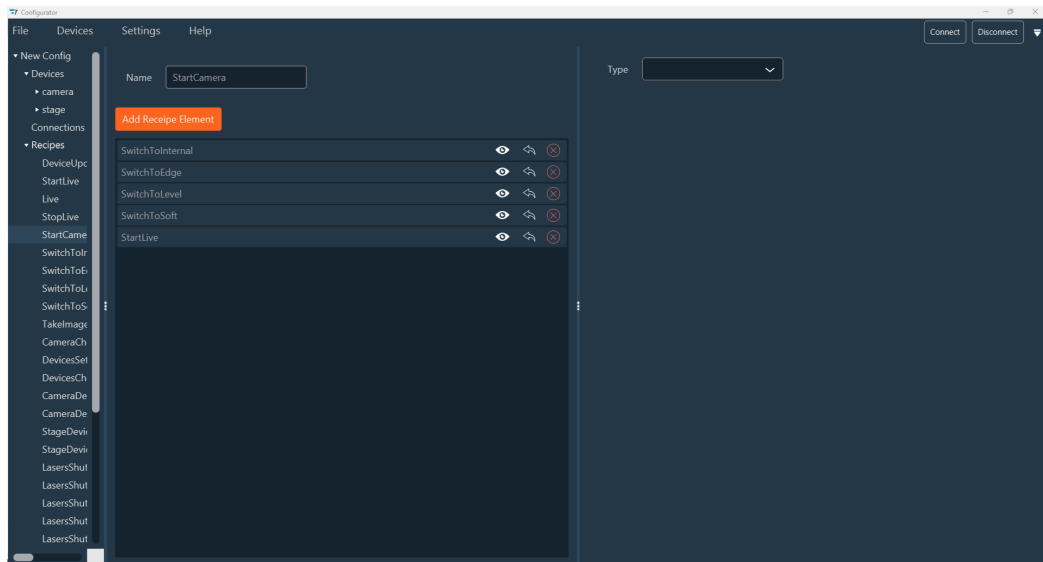 Configurator
File Devices Settings Help
Connect Disconnect
New Config
Devices
camera
stage
Connections
Recipes
DeviceUpc
StartLive
Live
StopLive
StartCame
SwitchToIr
SwitchToE
SwitchToL
SwitchToS
TakeImage
CameraCh
DevicesSet
DevicesCh
CameraDe
CameraDe
StageDevi
StageDevi
LasersShut
LasersShut
LasersShut
LasersShut
LasersShut
Name StartCamera
Add Receipe Element
SwitchToInternal
SwitchToEdge
SwitchToLevel
SwitchToSoft
StartLive
Type